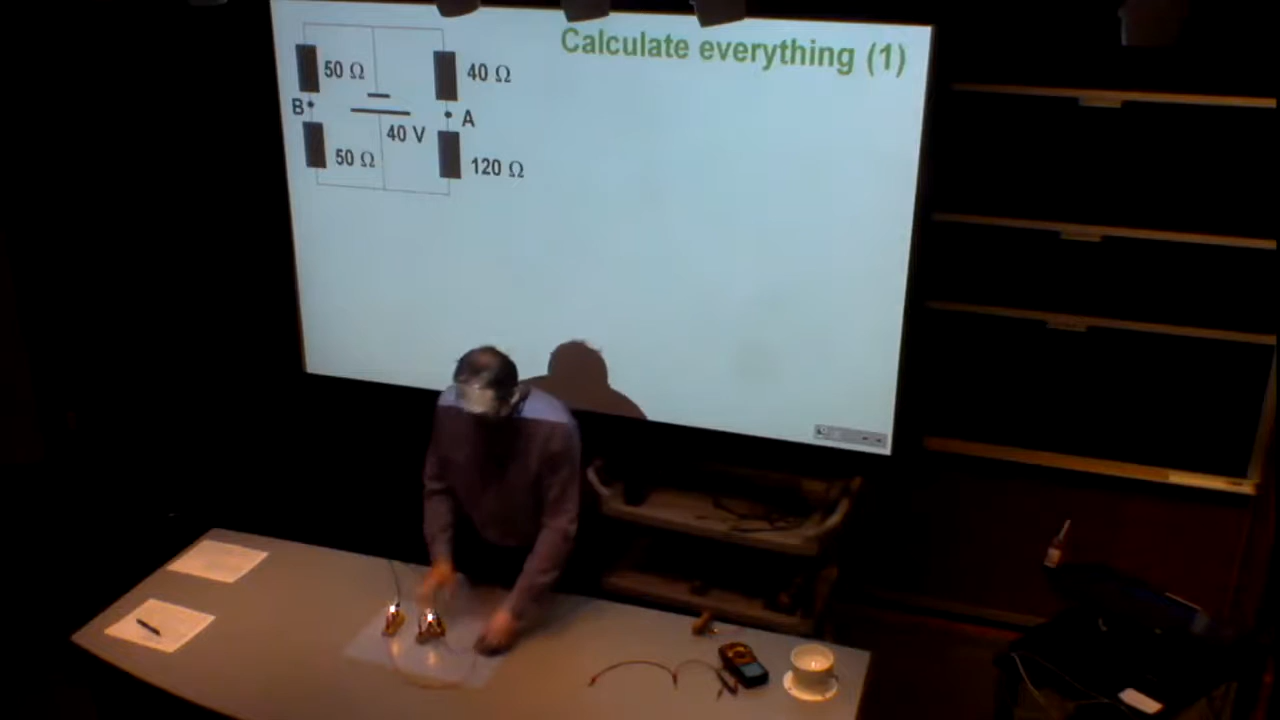 Calculate everything (1)
50 Ω
40 Ω
B
A
40 V
50 Ω
120 Ω